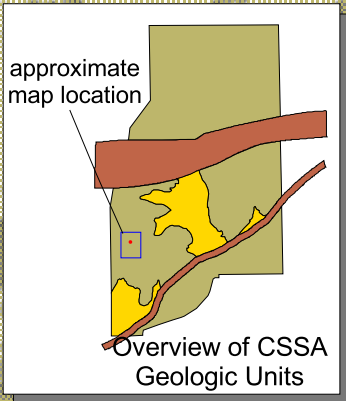 approximate
map location
Overview of CSSA
Geologic Units